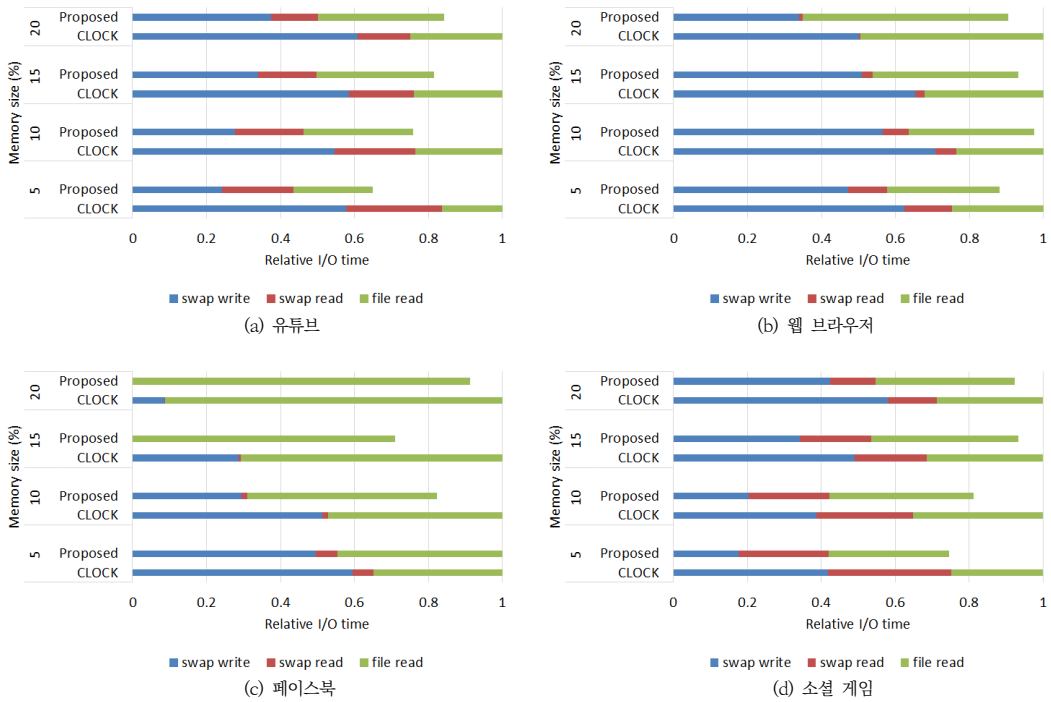 Memory size (%)
20
Proposed
CLOCK
15
Proposed
CLOCK
10
Proposed
CLOCK
5
Proposed
CLOCK
0 0.2 0.4 0.6 0.8 1
Relative I/O time
swap write swap read file read
(a) 유튜브
Memory size (%)
20
Proposed
CLOCK
15
Proposed
CLOCK
10
Proposed
CLOCK
5
Proposed
CLOCK
0 0.2 0.4 0.6 0.8 1
Relative I/O time
swap write swap read file read
(b) 웹 브라우저
Memory size (%)
20
Proposed
CLOCK
15
Proposed
CLOCK
10
Proposed
CLOCK
5
Proposed
CLOCK
0 0.2 0.4 0.6 0.8 1
Relative I/O time
swap write swap read file read
(c) 페이스북
Memory size (%)
20
Proposed
CLOCK
15
Proposed
CLOCK
10
Proposed
CLOCK
5
Proposed
CLOCK
0 0.2 0.4 0.6 0.8 1
Relative I/O time
swap write swap read file read
(d) 소셜 게임